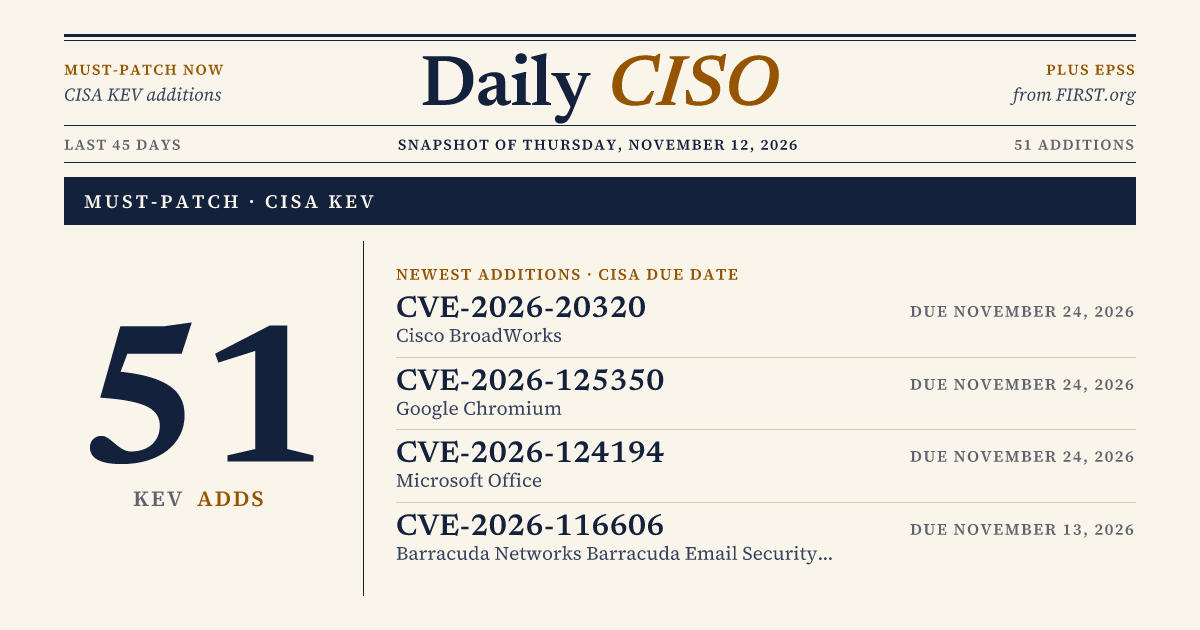 MUST-PATCH NOW
CISA KEV additions
Daily CISO
PLUS EPSS
from FIRST.org
LAST 45 DAYS
SNAPSHOT OF THURSDAY, NOVEMBER 12, 2026
51 ADDITIONS
MUST-PATCH · CISA KEV
51
KEV ADDS
NEWEST ADDITIONS · CISA DUE DATE
CVE-2026-20320
DUE NOVEMBER 24, 2026
Cisco BroadWorks
CVE-2026-125350
DUE NOVEMBER 24, 2026
Google Chromium
CVE-2026-124194
DUE NOVEMBER 24, 2026
Microsoft Office
CVE-2026-116606
DUE NOVEMBER 13, 2026
Barracuda Networks Barracuda Email Security...